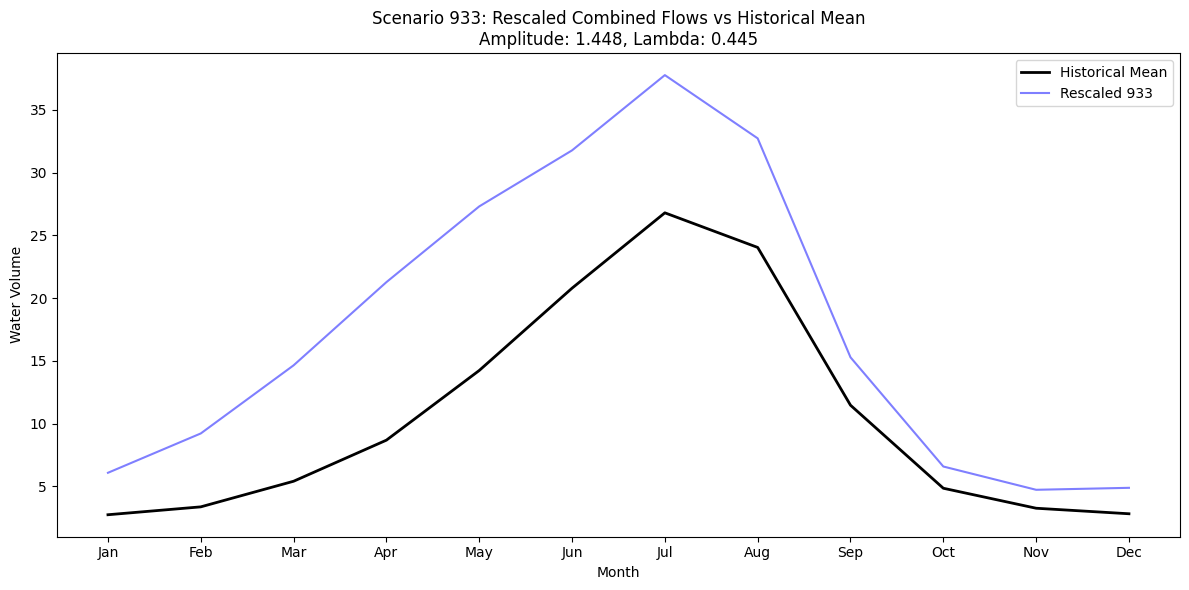 Scenario 933: Rescaled Combined Flows vs Historical Mean
Amplitude: 1.448, Lambda: 0.445
Historical Mean
Rescaled 933
Water Volume
35
30
25
20
15
10
5
Jan Feb Mar Apr May Jun Jul Aug Sep Oct Nov Dec
Month